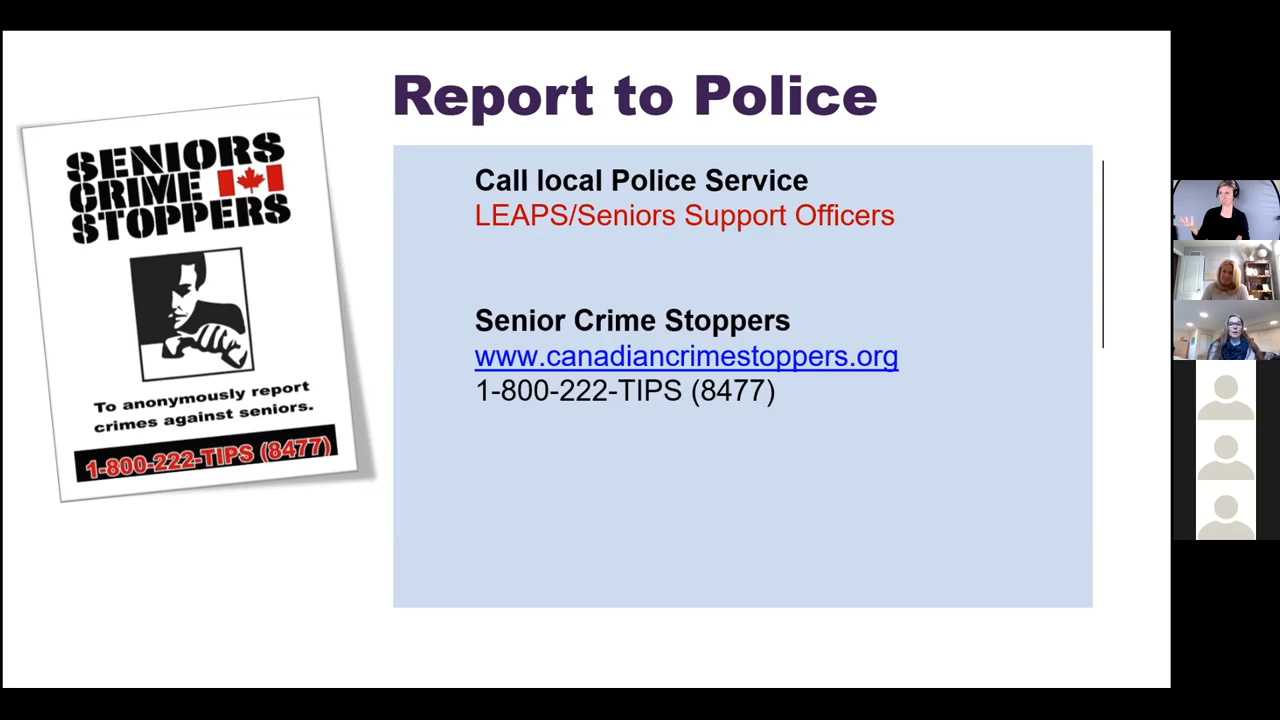 Report to Police
SENIORS
CRIME
STOPPERS
To anonymously report
crimes against seniors.
1-800-222-TIPS (8477)
Call local Police Service
LEAPS/Seniors Support Officers
Senior Crime Stoppers
www.canadiancrimestoppers.org
1-800-222-TIPS (8477)